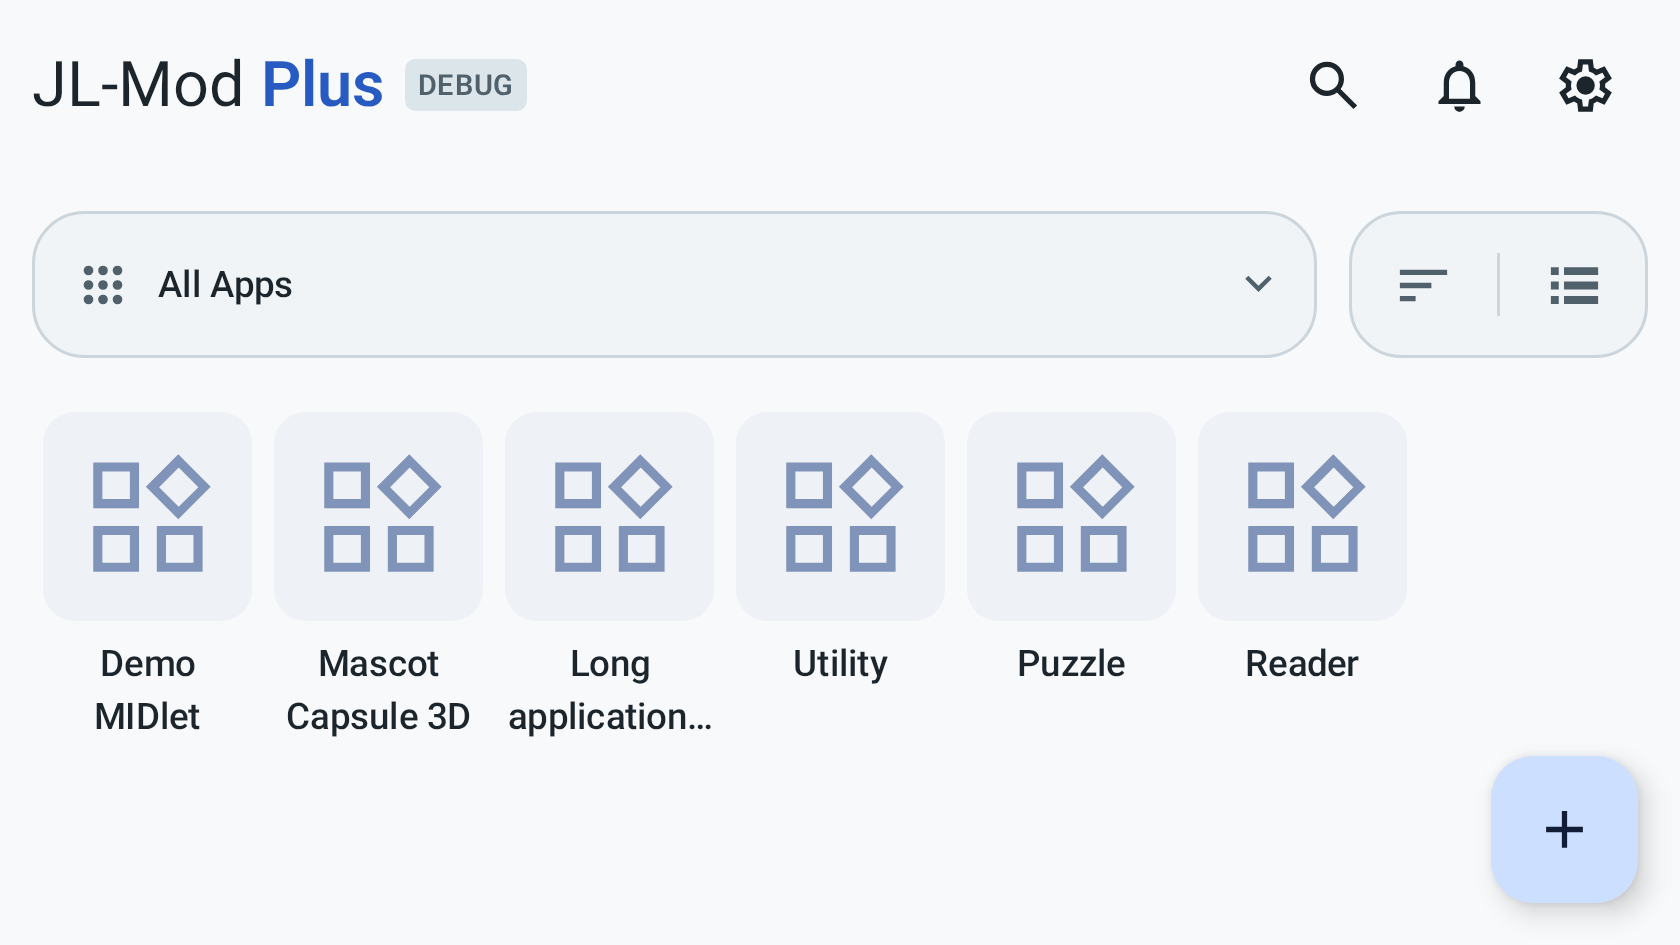 JL-Mod Plus DEBUG
All Apps
Demo MIDlet
Mascot Capsule 3D
Long application...
Utility
Puzzle
Reader